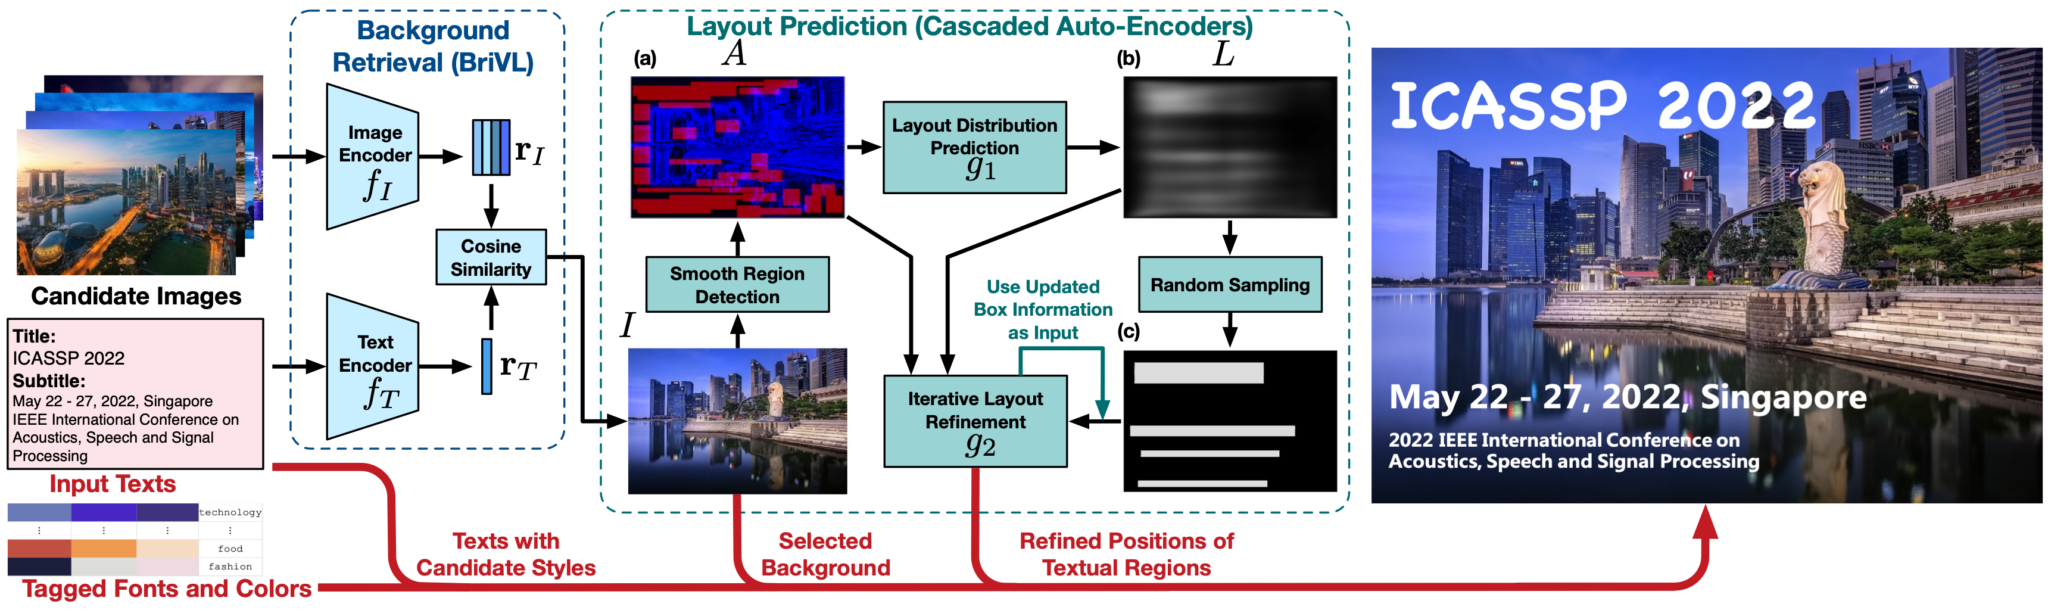 Background
Retrieval (BriVL)
Image
Encoder
f_I
r_I
Cosine
Similarity
Text
Encoder
f_T
r_T
Candidate Images
Title:
ICASSP 2022
Subtitle:
May 22 - 27, 2022, Singapore
IEEE International Conference on
Acoustics, Speech and Signal
Processing
Input Texts
technology
⋮ ⋮ ⋮ ⋮
food
fashion
Tagged Fonts and Colors
Layout Prediction (Cascaded Auto-Encoders)
(a)
A
Layout Distribution
Prediction
g_1
(b)
L
Smooth Region
Detection
I
Use Updated
Box Information
as Input
Random Sampling
(c)
Iterative Layout
Refinement
g_2
Texts with
Candidate Styles
Selected
Background
Refined Positions of
Textual Regions
ICASSP 2022
HSBC
May 22 - 27, 2022, Singapore
2022 IEEE International Conference on
Acoustics, Speech and Signal Processing